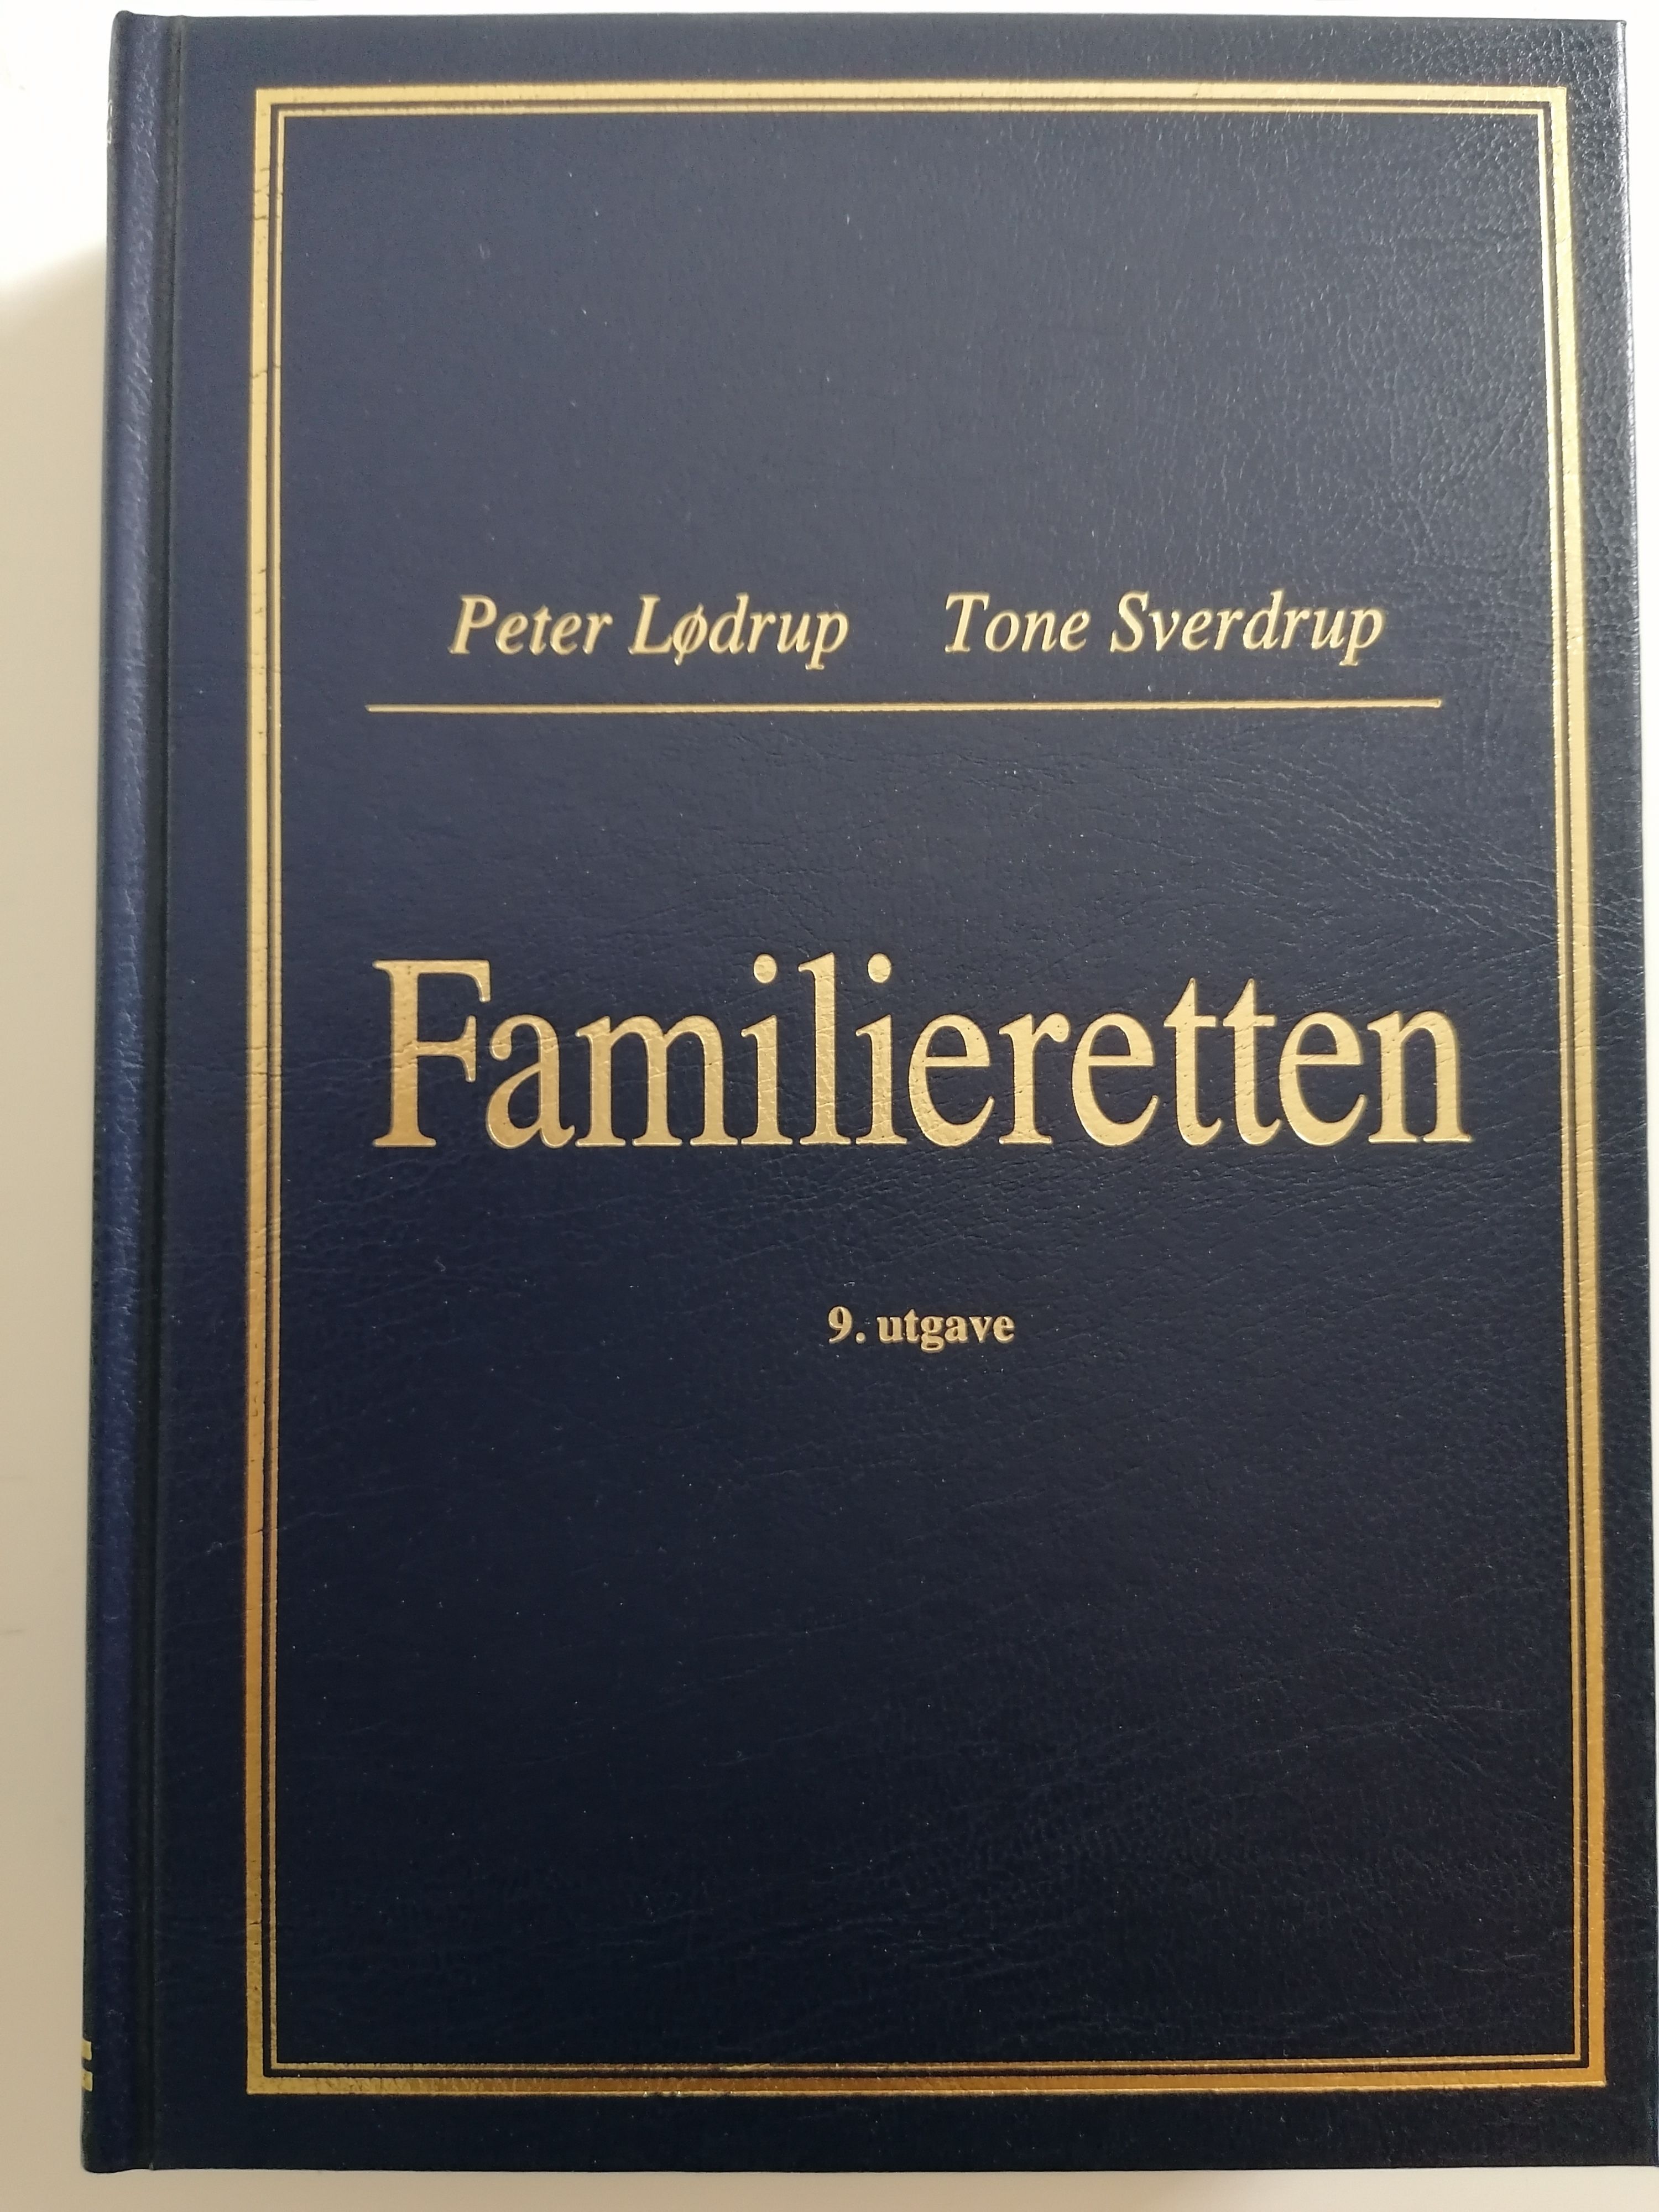 Peter Lødrup Tone Sverdrup
Familieretten
9. utgave